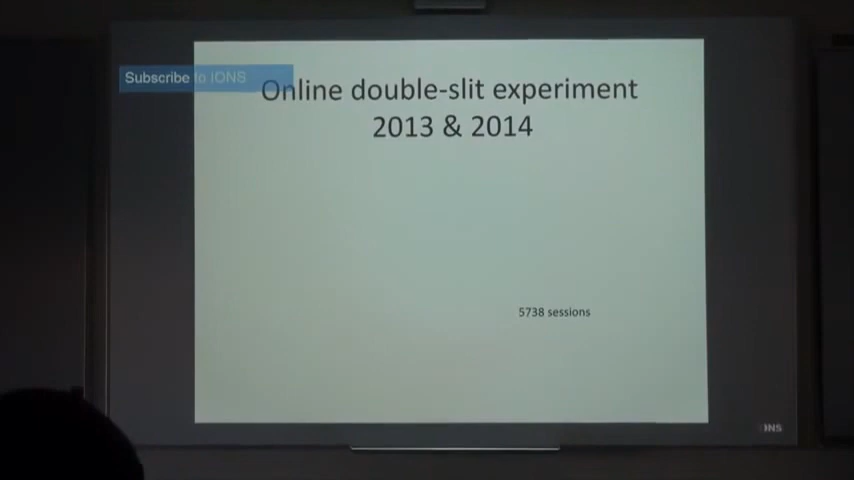 Subscribe to IONS
Online double-slit experiment
2013 & 2014
5738 sessions
IONS